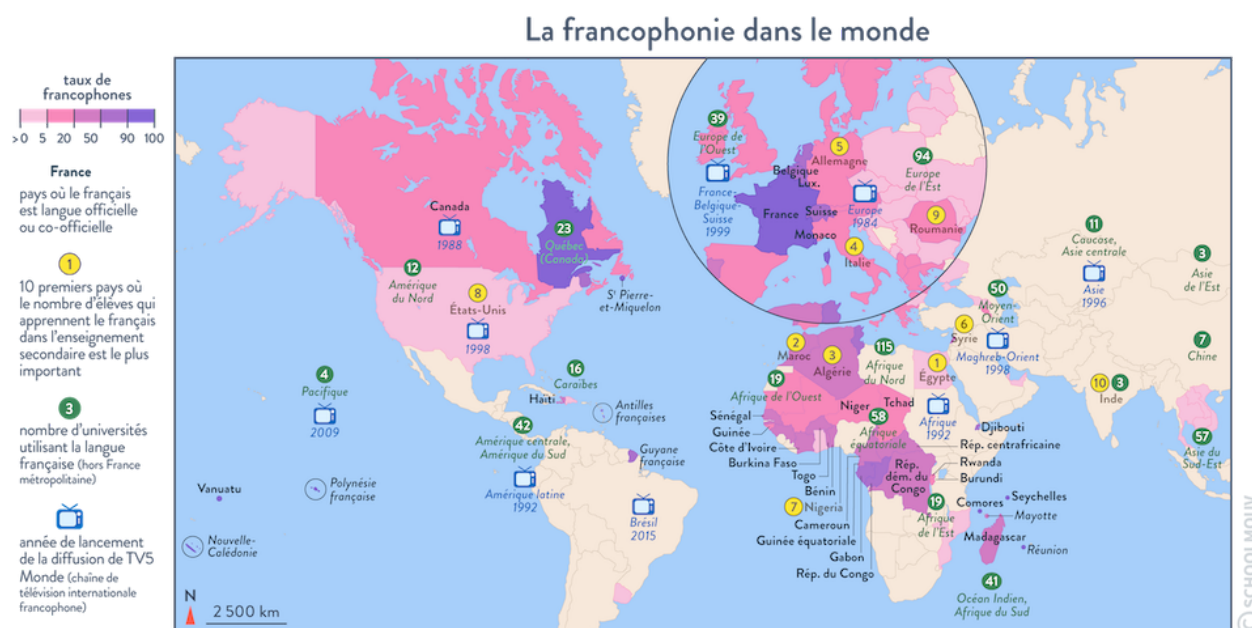 La francophonie dans le monde
taux de
francophones
>0 5 20 50 90 100
France
pays où le français
est langue officielle
ou co-officielle
1
10 premiers pays où
le nombre d'élèves qui
apprennent le français
dans l'enseignement
secondaire est le plus
important
3
nombre d'universités
utilisant la langue
française (hors France
métropolitaine)
année de lancement
de la diffusion de TV5
Monde (chaîne de
télévision internationale
francophone)
Canada
1988
23
Québec
(Canada)
12
Amérique
du Nord
8
États-Unis
1998
St Pierre-
et-Miquelon
4
Pacifique
2009
16
Caraïbes
Haïti
Antilles
françaises
42
Amérique centrale,
Amérique du Sud
Guyane
française
Amérique latine
1992
Brésil
2015
Vanuatu
Polynésie
française
Nouvelle-
Calédonie
N
2 500 km
39
Europe de
l'Ouest
France-
Belgique-
Suisse
1999
5
Allemagne
Belgique
Lux.
France
Suisse
Monaco
Europe
1984
4
Italie
94
Europe
de l'Est
9
Roumanie
11
Caucase,
Asie centrale
Asie
1996
3
Asie
de l'Est
50
Moyen-
Orient
6
Syrie
Maghreb-Orient
1998
7
Chine
10
3
Inde
57
Asie du
Sud-Est
2
Maroc
3
Algérie
115
Afrique
du Nord
1
Égypte
19
Afrique de l'Ouest
Niger
Tchad
58
Afrique
équatoriale
Afrique
1992
Sénégal
Guinée
Côte d'Ivoire
Burkina Faso
Togo
Bénin
7
Nigeria
Cameroun
Guinée équatoriale
Gabon
Rép. du Congo
Rép.
dém. du
Congo
Djibouti
Rép. centrafricaine
Rwanda
Burundi
19
Afrique
de l'Est
Comores
Seychelles
Mayotte
Madagascar
Réunion
41
Océan Indien,
Afrique du Sud
© SCHOOLMOUV